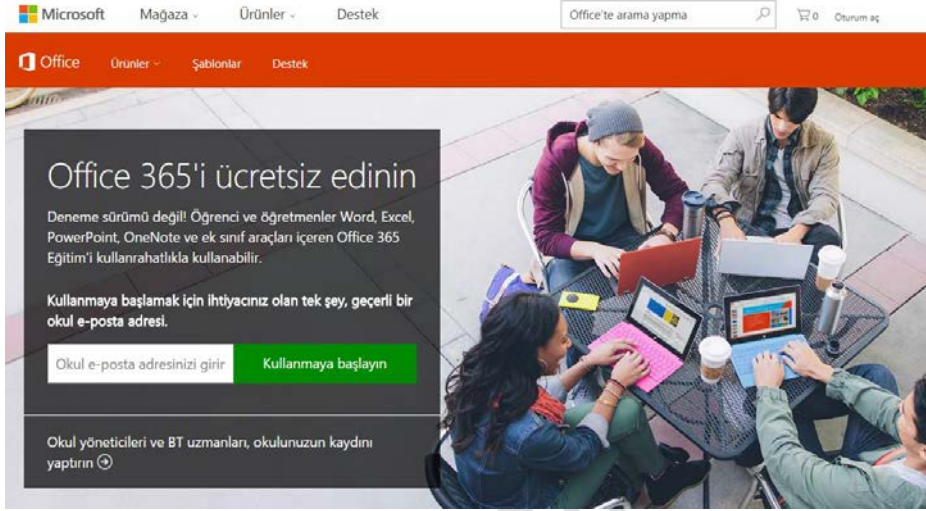 Microsoft Mağaza Ürünler Destek Office'te arama yapma 0 Oturum aç
Office Ürünler Şablonlar Destek
Office 365'i ücretsiz edinin
Deneme sürümü değil! Öğrenci ve öğretmenler Word, Excel,
PowerPoint, OneNote ve ek sınıf araçları içeren Office 365
Eğitim'i kullanrahatlıkla kullanabilir.
Kullanmaya başlamak için ihtiyacınız olan tek şey, geçerli bir
okul e-posta adresi.
Okul e-posta adresinizi girir Kullanmaya başlayın
Okul yöneticileri ve BT uzmanları, okulunuzun kaydını
yaptırın